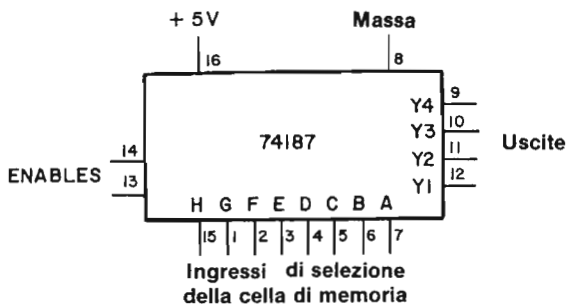 + 5V Massa
16 8
9
Y4
10
Y3
74187 Uscite
14 11
Y2
ENABLES 12
13 Y1
H G F E D C B A
15 1 2 3 4 5 6 7
Ingressi di selezione
della cella di memoria